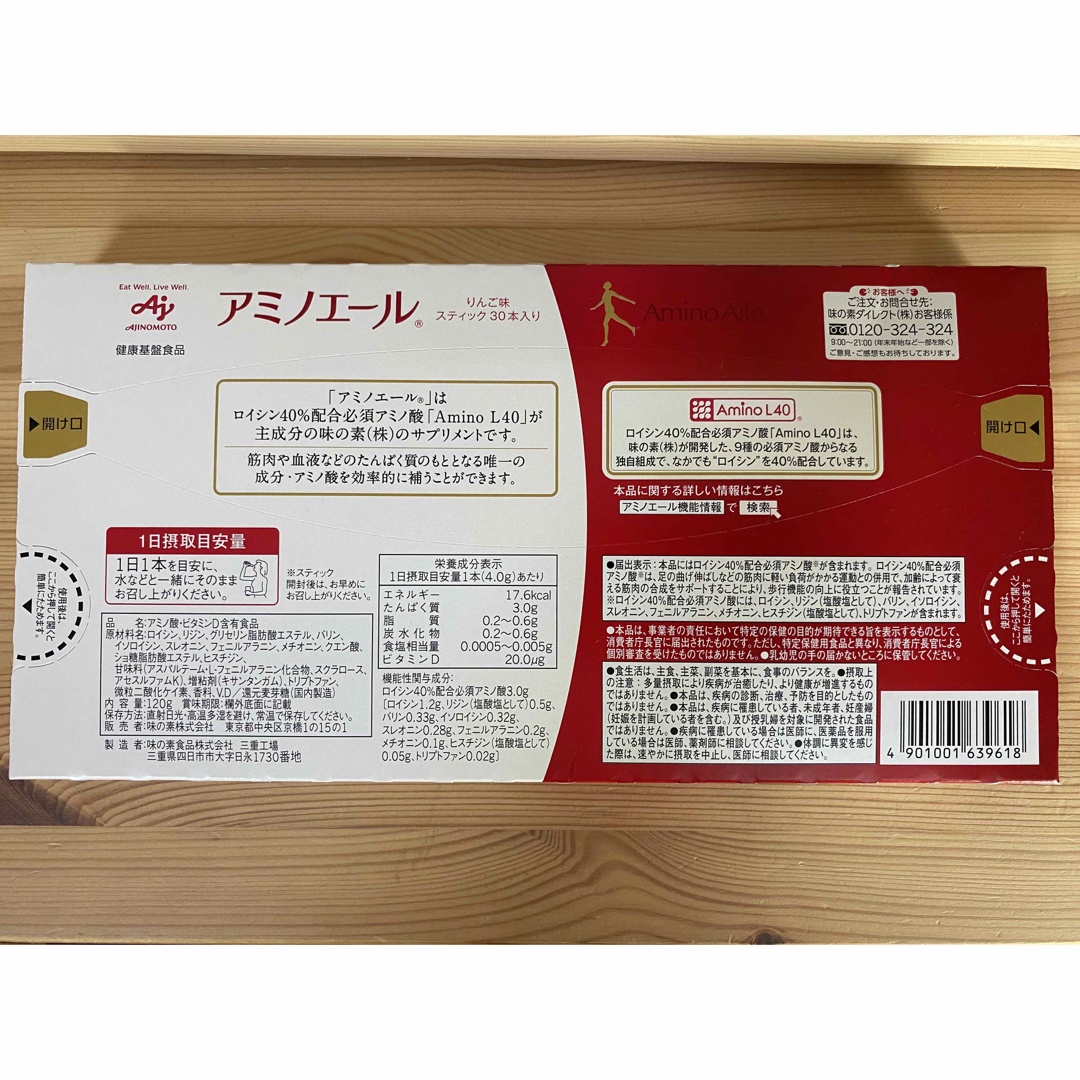 Eat Well, Live Well.
AJINOMOTO
健康基盤食品
アミノエール®
りんご味
スティック 30本入り
Amino Aile
お客様へ
ご注文・お問合せ先:
味の素ダイレクト(株)お客様係
0120-324-324
9:00~21:00 (年末年始など一部を除く)
ご意見・ご感想もお待ちしております。
▶開け口
開け口◀
「アミノエール®」は
ロイシン40%配合必須アミノ酸「Amino L40」が
主成分の味の素(株)のサプリメントです。
筋肉や血液などのたんぱく質のもととなる唯一の
成分・アミノ酸を効率的に補うことができます。
Amino L40®
ロイシン40%配合必須アミノ酸「Amino L40」は、
味の素(株)が開発した、9種の必須アミノ酸からなる
独自組成で、なかでも"ロイシン"を40%配合しています。
本品に関する詳しい情報はこちら
アミノエール機能情報 で 検索
使用後は、
ここから押して開くと
簡単にたためます。
1日摂取目安量
1日1本を目安に、
水などと一緒にそのまま
お召し上がりください。
※スティック
開封後は、お早めに
お召し上がりください。
品 名:アミノ酸・ビタミンD含有食品
原材料名:ロイシン、リジン、グリセリン脂肪酸エステル、バリン、
イソロイシン、スレオニン、フェニルアラニン、メチオニン、クエン酸、
ショ糖脂肪酸エステル、ヒスチジン、
甘味料(アスパルテーム・L-フェニルアラニン化合物、スクラロース、
アセスルファムK)、増粘剤(キサンタンガム)、トリプトファン、
微粒二酸化ケイ素、香料、V.D/還元麦芽糖(国内製造)
内 容 量:120g 賞味期限:欄外底面に記載
保存方法:直射日光・高温多湿を避け、常温で保存してください。
販 売 者:味の素株式会社 東京都中央区京橋1の15の1
製 造 者:味の素食品株式会社 三重工場
三重県四日市市大字日永1730番地
栄養成分表示
1日摂取目安量1本(4.0g)あたり
エネルギー 17.6kcal
たんぱく質 3.0g
脂質 0.2~0.6g
炭水化物 0.2~0.6g
食塩相当量 0.0005~0.005g
ビタミンD 20.0μg
機能性関与成分:
ロイシン40%配合必須アミノ酸3.0g
〔ロイシン1.2g、リジン(塩酸塩として)0.5g、
バリン0.33g、イソロイシン0.32g、
スレオニン0.28g、フェニルアラニン0.2g、
メチオニン0.1g、ヒスチジン(塩酸塩として)
0.05g、トリプトファン0.02g〕
●届出表示:本品にはロイシン40%配合必須アミノ酸※が含まれます。ロイシン40%配合必須
アミノ酸※は、足の曲げ伸ばしなどの筋肉に軽い負荷がかかる運動との併用で、加齢によって衰
える筋肉の合成をサポートすることにより、歩行機能の向上に役立つことが報告されています。
※ロイシン40%配合必須アミノ酸には、ロイシン、リジン(塩酸塩として)、バリン、イソロイシン、
スレオニン、フェニルアラニン、メチオニン、ヒスチジン(塩酸塩として)、トリプトファンが含まれます。
●本品は、事業者の責任において特定の保健の目的が期待できる旨を表示するものとして、
消費者庁長官に届出されたものです。ただし、特定保健用食品と異なり、消費者庁長官による
個別審査を受けたものではありません。●乳幼児の手の届かないところに保管してください。
●食生活は、主食、主菜、副菜を基本に、食事のバランスを。●摂取上
の注意:多量摂取により疾病が治癒したり、より健康が増進するもの
ではありません。●本品は、疾病の診断、治療、予防を目的としたもの
ではありません。●本品は、疾病に罹患している者、未成年者、妊産婦
(妊娠を計画している者を含む。)及び授乳婦を対象に開発された食品
ではありません。●疾病に罹患している場合は医師に、医薬品を服用
している場合は医師、薬剤師に相談してください。●体調に異変を感じ
た際は、速やかに摂取を中止し、医師に相談してください。
使用後は、
ここから押して開くと
簡単にたためます。
4 901001 639618